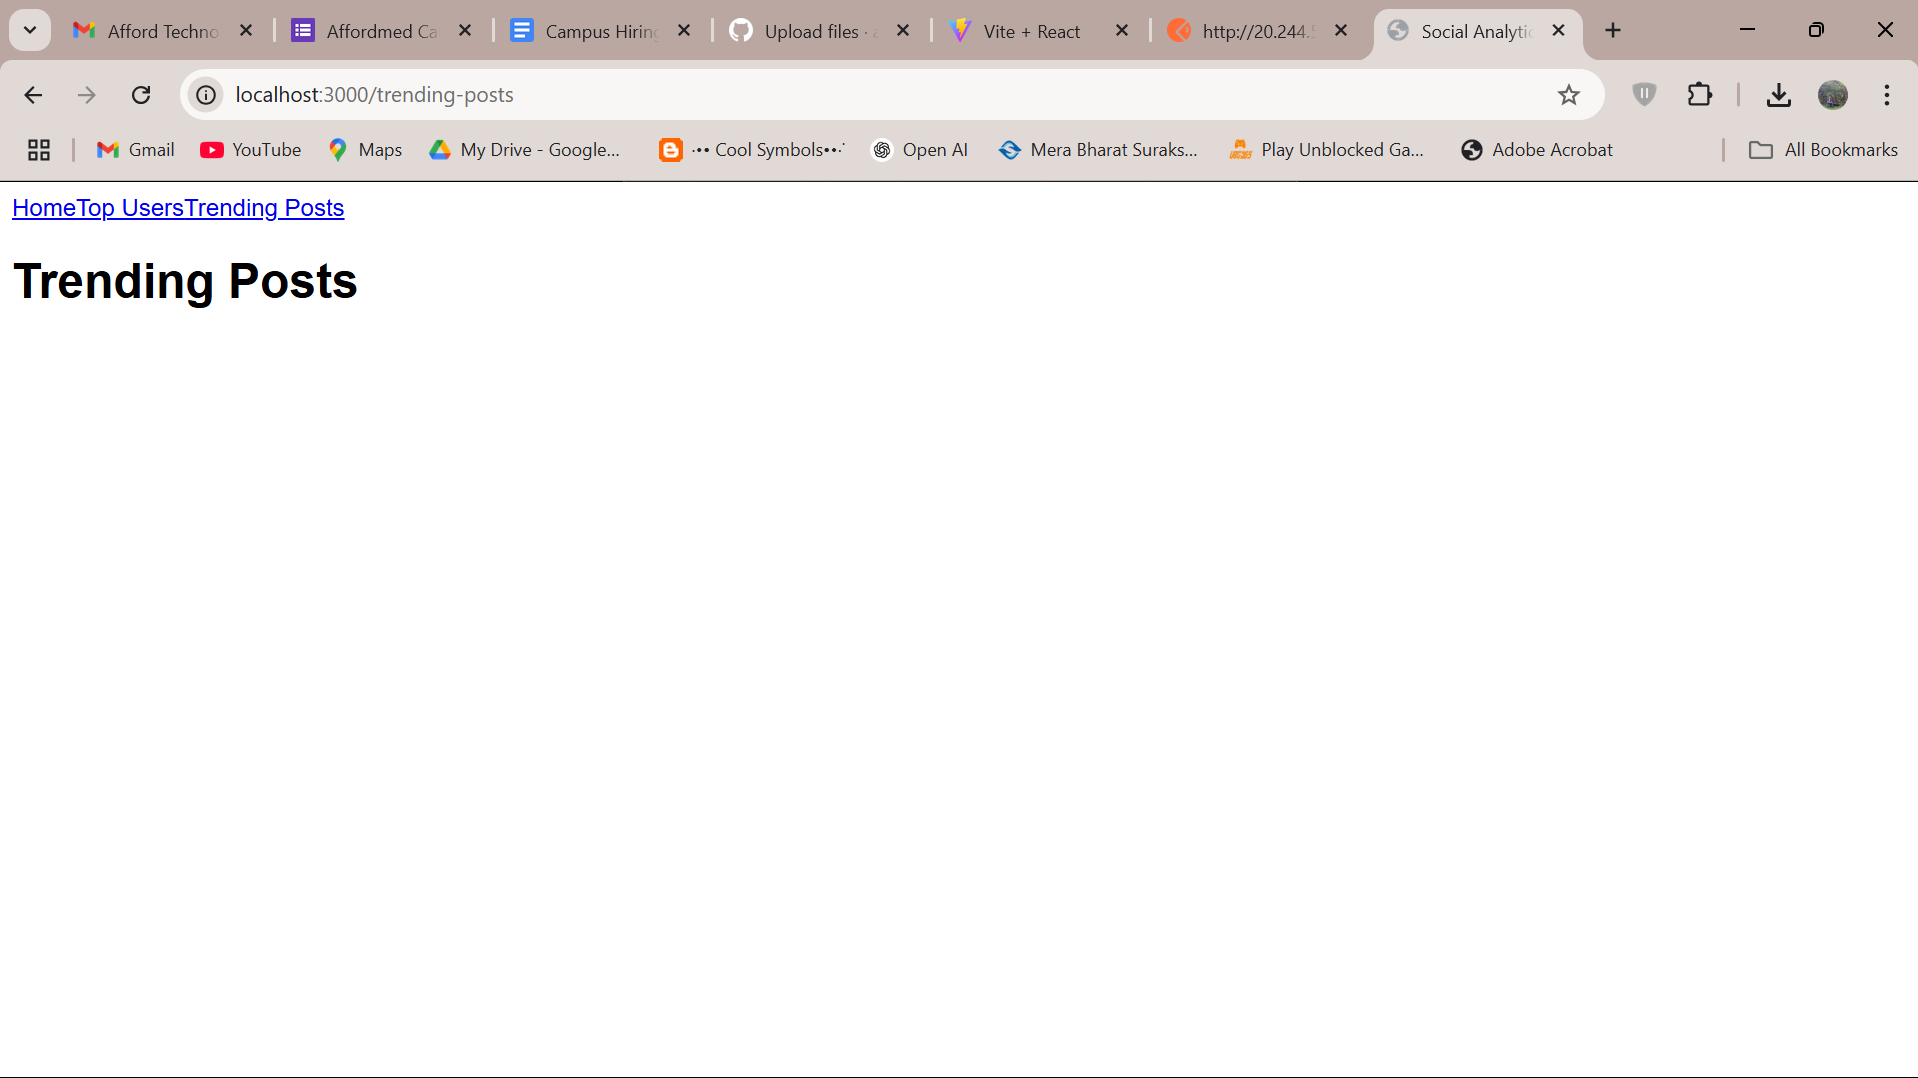 Afford Techno
Affordmed Ca
Campus Hiring
Upload files ·
Vite + React
http://20.244.5
Social Analytic
localhost:3000/trending-posts
Gmail
YouTube
Maps
My Drive - Google...
·•• Cool Symbols••·
Open AI
Mera Bharat Suraks...
Play Unblocked Ga...
Adobe Acrobat
All Bookmarks
HomeTop UsersTrending Posts
Trending Posts